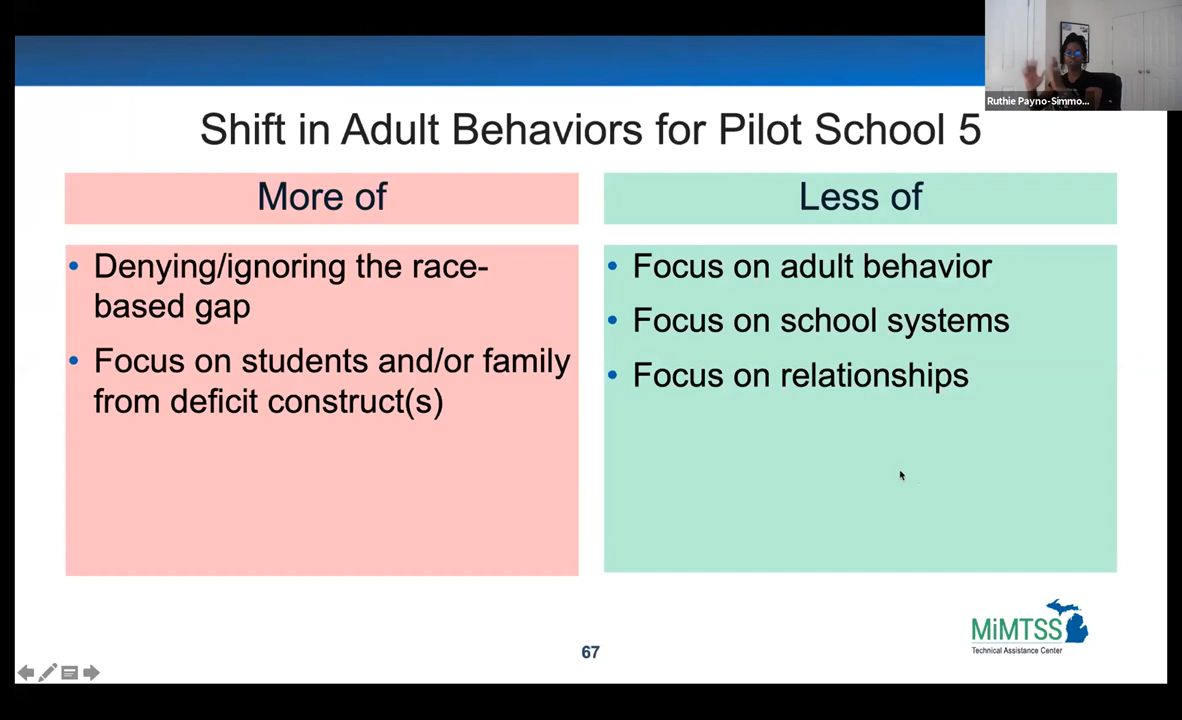 Ruthie Payno-Simmo...
Shift in Adult Behaviors for Pilot School 5
More of
Less of
• Denying/ignoring the race-
based gap
• Focus on students and/or family
from deficit construct(s)
• Focus on adult behavior
• Focus on school systems
• Focus on relationships
MiMTSS
Technical Assistance Center
67